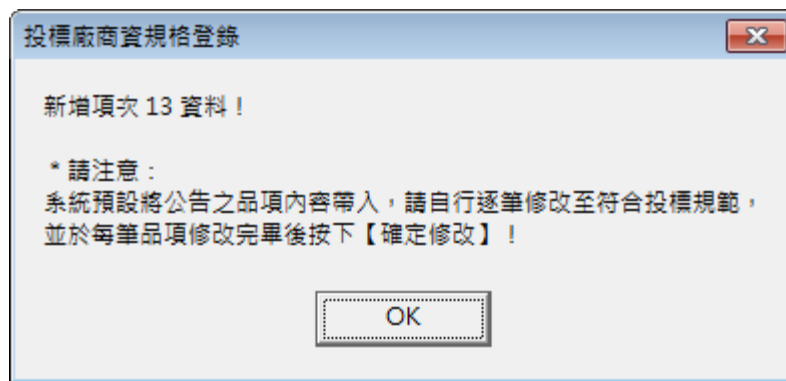 投標廠商資規格登錄
新增項次 13 資料！
* 請注意：
系統預設將公告之品項內容帶入，請自行逐筆修改至符合投標規範，
並於每筆品項修改完畢後按下【確定修改】！
OK